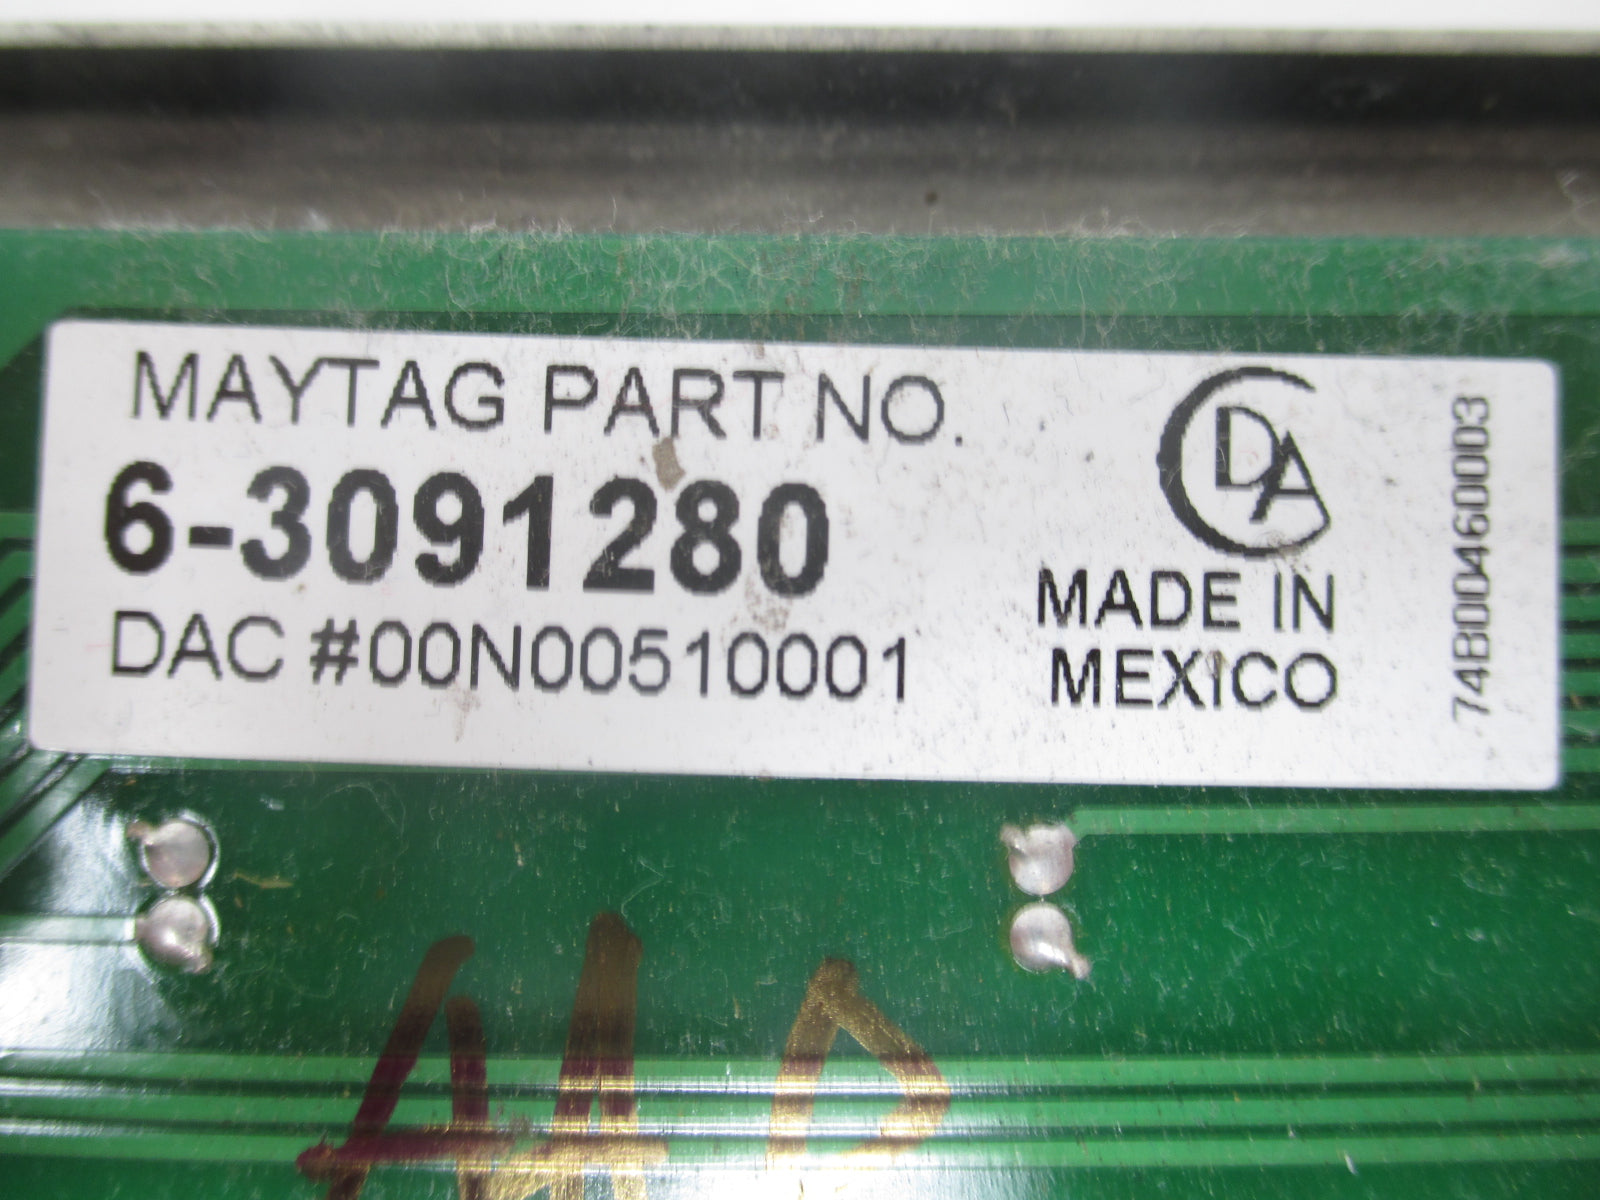 MAYTAG PART NO.
6-3091280
DAC #00N00510001
DA
MADE IN
MEXICO
74B00460003